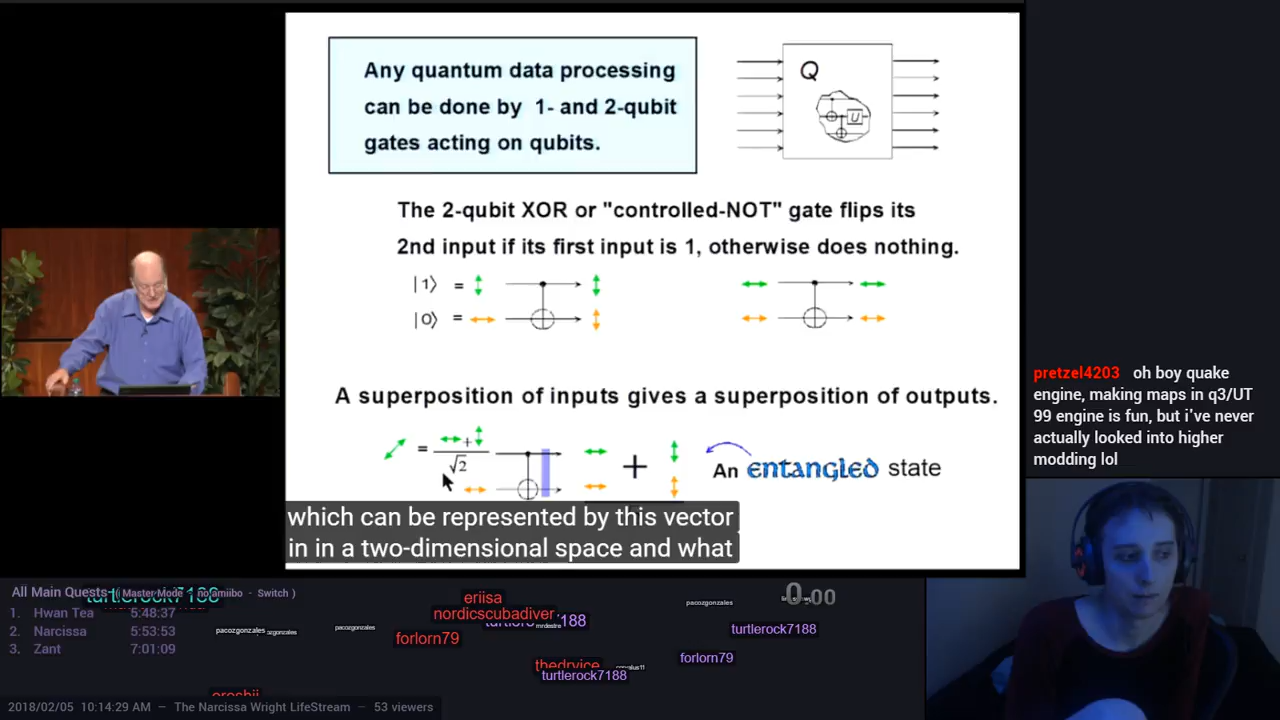 Any quantum data processing
can be done by 1- and 2-qubit
gates acting on qubits.
Q
U
The 2-qubit XOR or "controlled-NOT" gate flips its
2nd input if its first input is 1, otherwise does nothing.
|1⟩ =
|0⟩ =
A superposition of inputs gives a superposition of outputs.
= + √2
+
An entangled state
which can be represented by this vector
in in a two-dimensional space and what
pretzel4203 oh boy quake
engine, making maps in q3/UT
99 engine is fun, but i've never
actually looked into higher
modding lol
All Main Quests ( Master Mode - no amiibo - Switch )
1. Hwan Tea 5:48:37
2. Narcissa 5:53:53
3. Zant 7:01:09
turtlerock7188
eriisa
nordicscubadiver
forlorn79
thedrvice
turtlerock7188
pacozgonzales
pacozgonzales
pacozgonzales
0.00
turtlerock7188
forlorn79
2018/02/05 10:14:29 AM — The Narcissa Wright LifeStream — 53 viewers